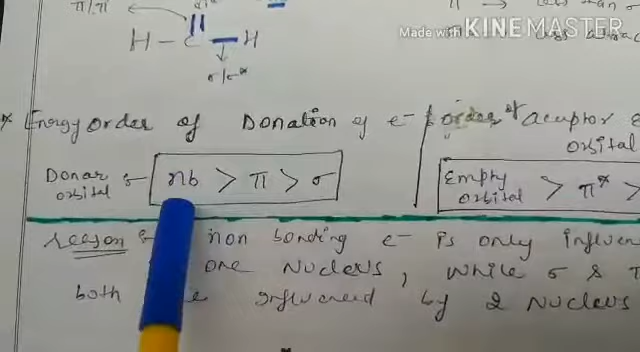 π/π
Made with KINEMASTER
H - C - H
σ/σ*
* Energy order of Donation of e- order of Acceptor
orbital
Donar orbital :- nb > π > σ
Empty orbital > π* >
reason :- non bonding e- is only influen
one Nucleus, while σ & π
both influenced by 2 Nucleus